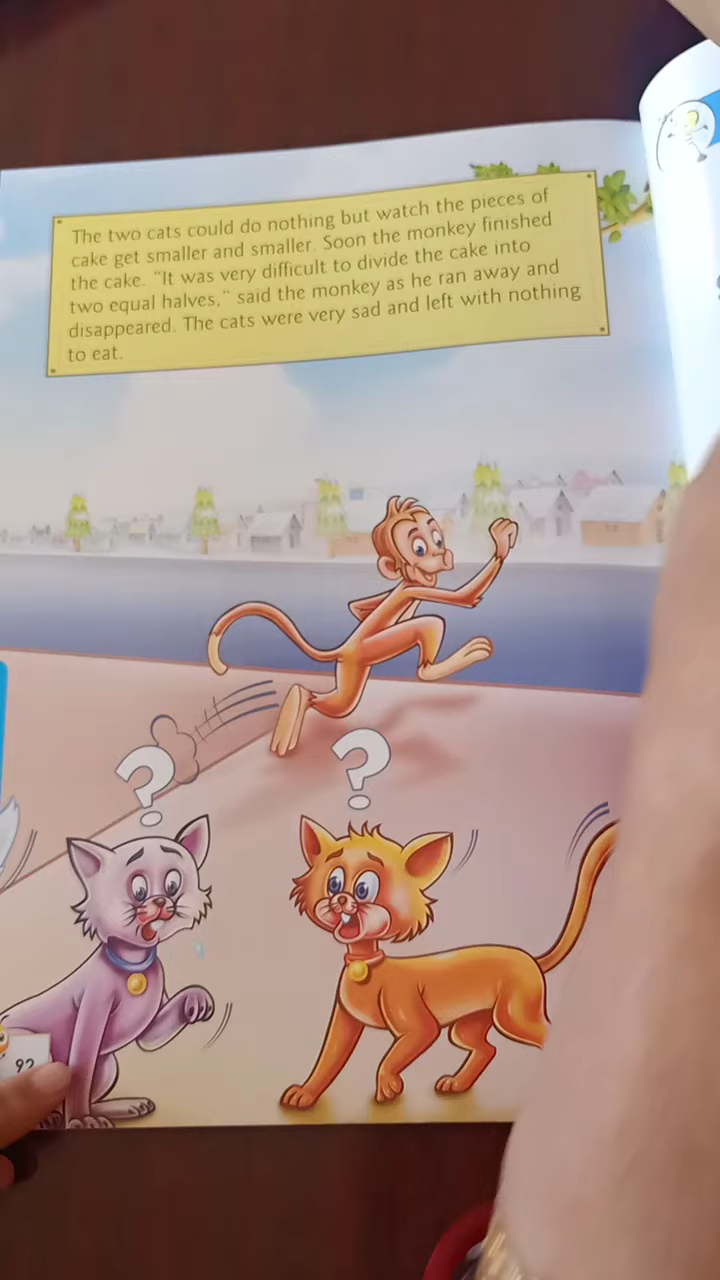 The two cats could do nothing but watch the pieces of
cake get smaller and smaller. Soon the monkey finished
the cake. "It was very difficult to divide the cake into
two equal halves," said the monkey as he ran away and
disappeared. The cats were very sad and left with nothing
to eat.
?
?
92